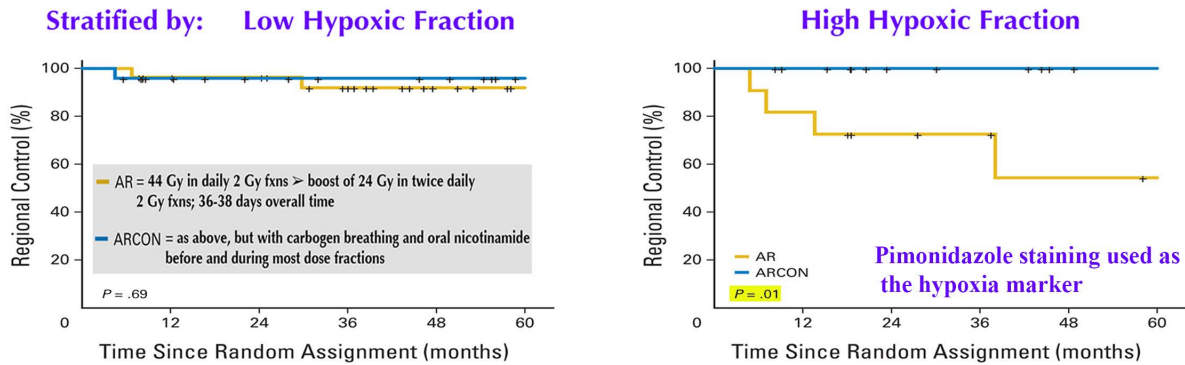 Stratified by: Low Hypoxic Fraction
Regional Control (%)
100
80
60
40
20
0
AR = 44 Gy in daily 2 Gy fxns ➢ boost of 24 Gy in twice daily
2 Gy fxns; 36-38 days overall time
ARCON = as above, but with carbogen breathing and oral nicotinamide
before and during most dose fractions
P = .69
12 24 36 48 60
Time Since Random Assignment (months)
High Hypoxic Fraction
Regional Control (%)
100
80
60
40
20
0
AR
ARCON
P = .01
Pimonidazole staining used as
the hypoxia marker
12 24 36 48 60
Time Since Random Assignment (months)